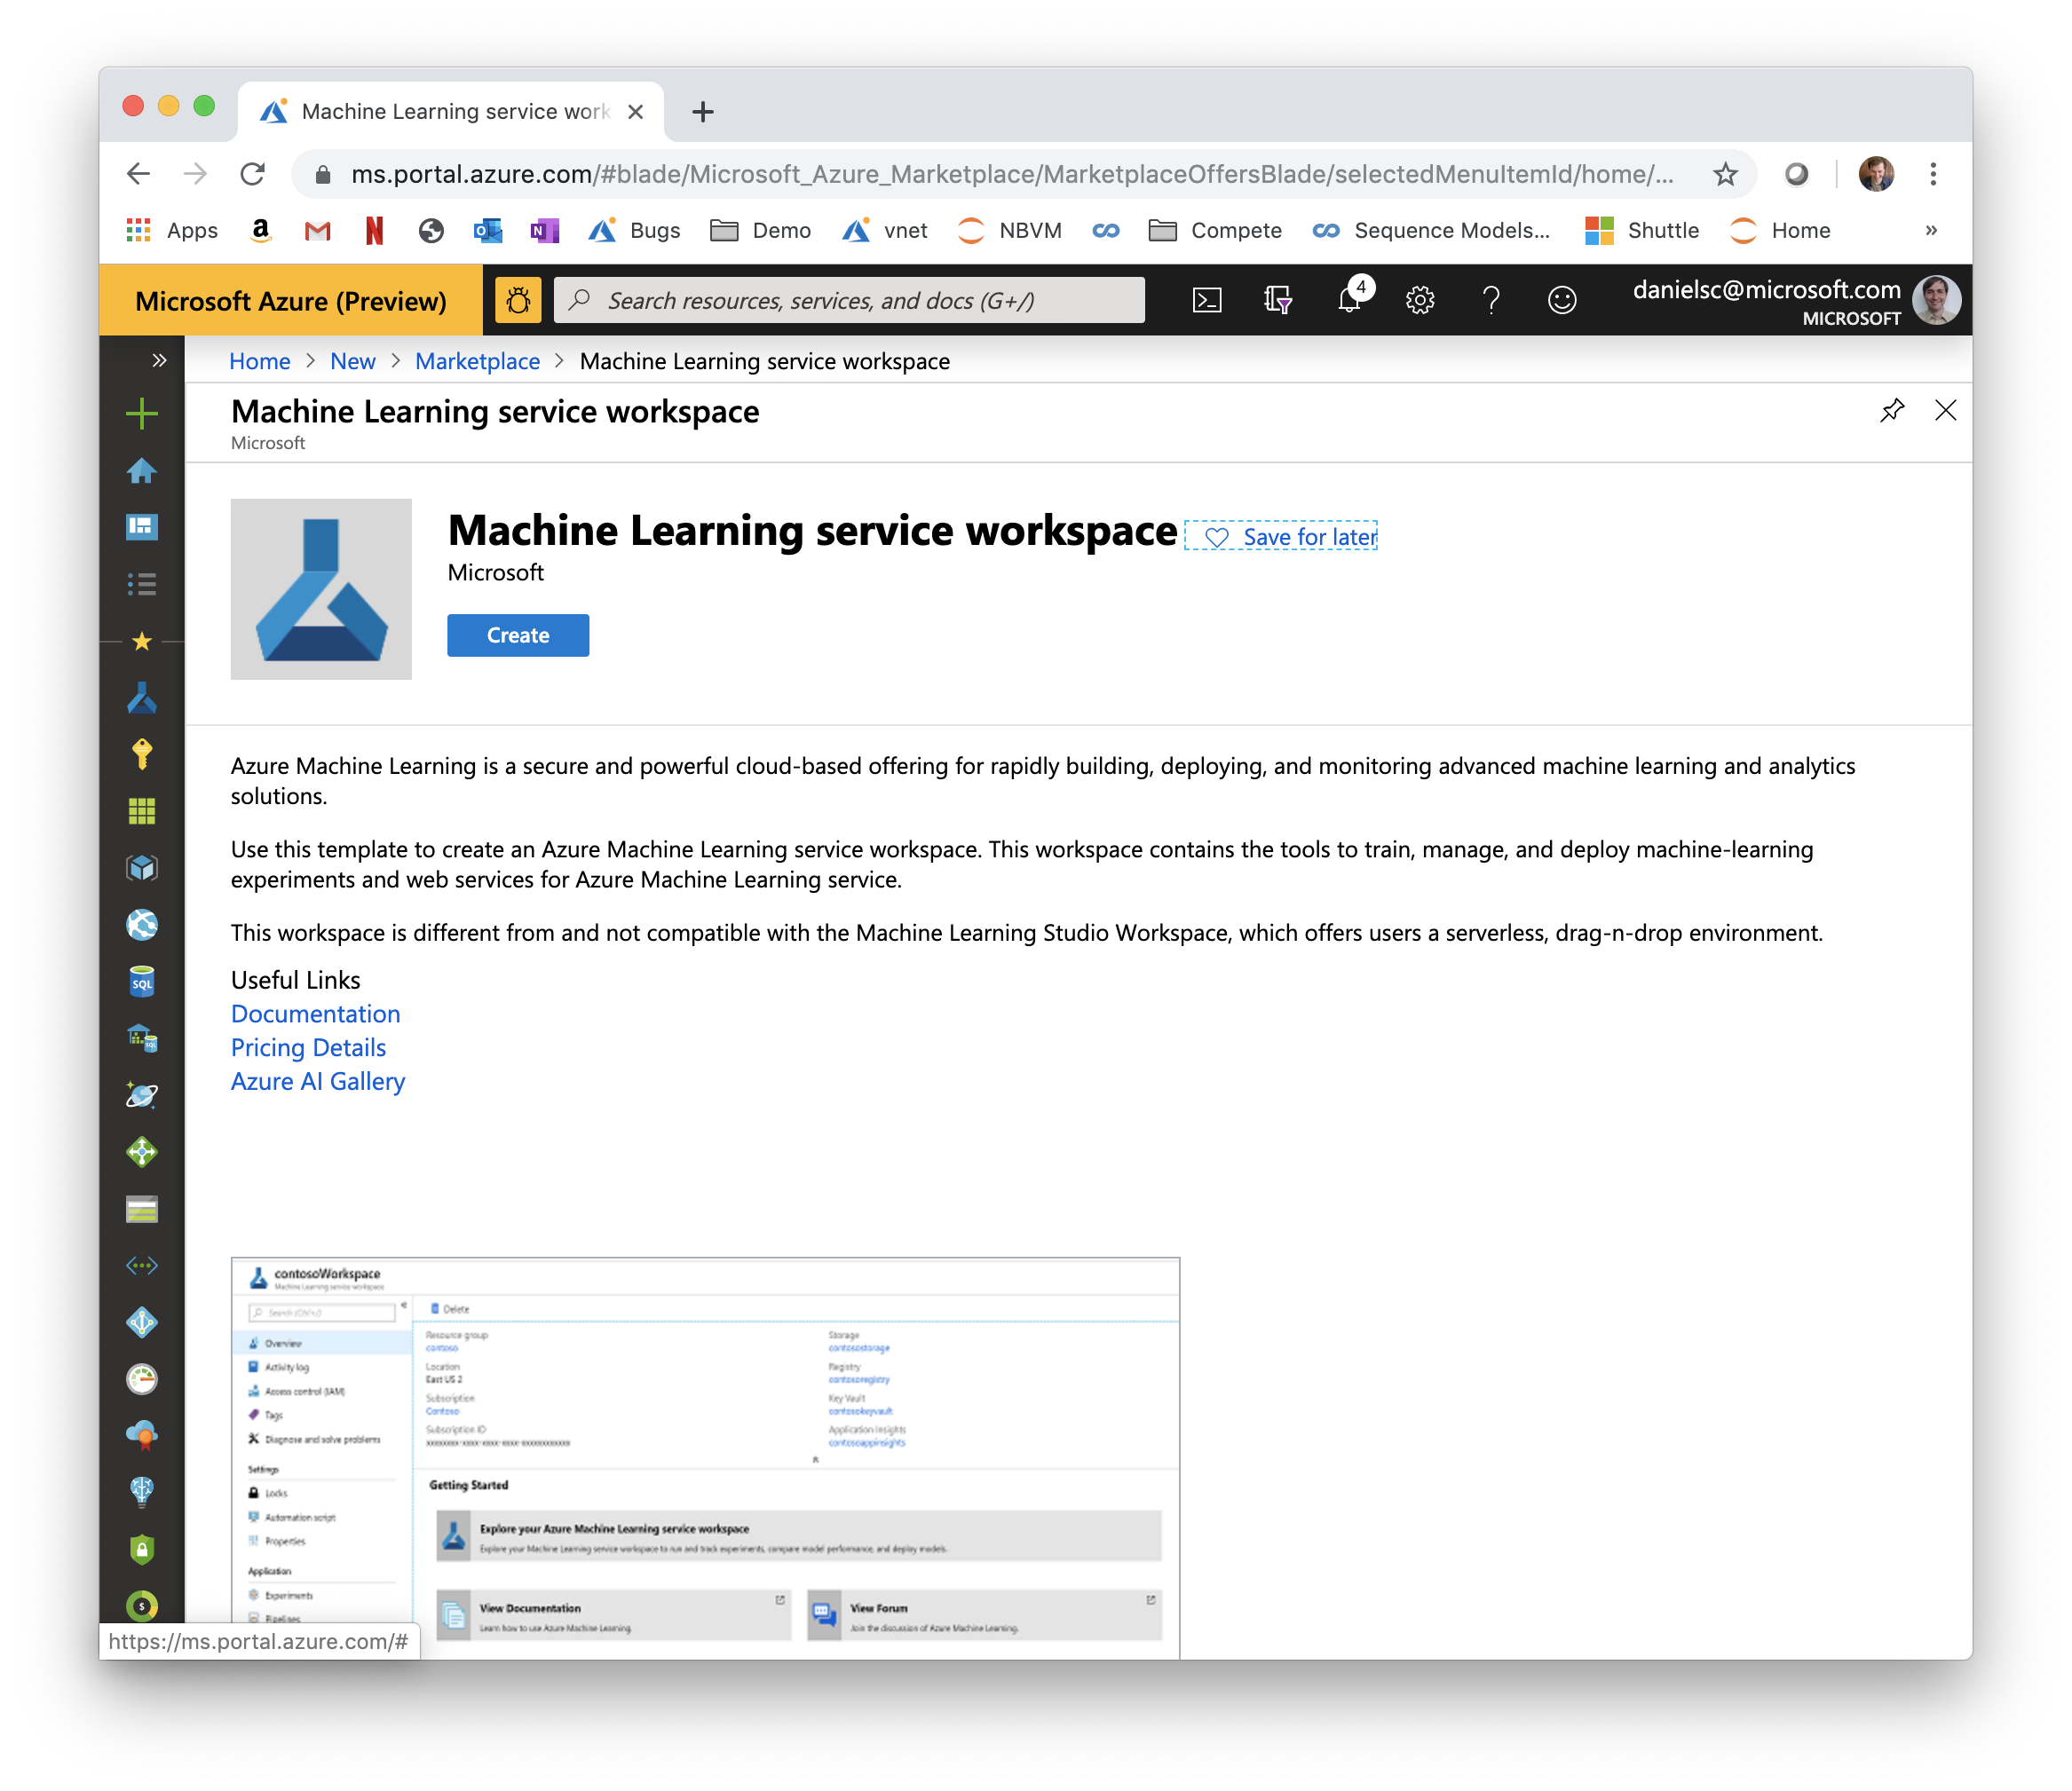 Machine Learning service work
ms.portal.azure.com/#blade/Microsoft_Azure_Marketplace/MarketplaceOffersBlade/selectedMenuItemId/home/...
Apps Bugs Demo vnet NBVM Compete Sequence Models... Shuttle Home »
Microsoft Azure (Preview)
Search resources, services, and docs (G+/)
4
danielsc@microsoft.com
MICROSOFT
Home > New > Marketplace > Machine Learning service workspace
Machine Learning service workspace
Microsoft
Machine Learning service workspace
Save for later
Microsoft
Create
Azure Machine Learning is a secure and powerful cloud-based offering for rapidly building, deploying, and monitoring advanced machine learning and analytics
solutions.
Use this template to create an Azure Machine Learning service workspace. This workspace contains the tools to train, manage, and deploy machine-learning
experiments and web services for Azure Machine Learning service.
This workspace is different from and not compatible with the Machine Learning Studio Workspace, which offers users a serverless, drag-n-drop environment.
Useful Links
Documentation
Pricing Details
Azure AI Gallery
contosoWorkspace
Machine Learning service workspace
Search (Ctrl+/)
Delete
Overview
Activity log
Access control (IAM)
Tags
Diagnose and solve problems
Settings
Locks
Automation script
Properties
Application
Experiments
Pipelines
Resource group
contoso
Location
East US 2
Subscription
Contoso
Subscription ID
xxxxxxxx-xxxx-xxxx-xxxx-xxxxxxxxxxxx
Storage
contosostorage
Registry
contosoregistry
Key Vault
contosokeyvault
Application Insights
contosoappinsights
Getting Started
Explore your Azure Machine Learning service workspace
Explore your Machine Learning service workspace to run and track experiments, compare model performance, and deploy models.
View Documentation
Learn how to use Azure Machine Learning.
View Forum
Join the discussion of Azure Machine Learning.
https://ms.portal.azure.com/#